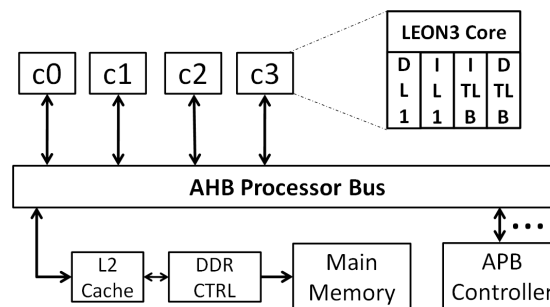 c0 c1 c2 c3
LEON3 Core
D I I D
L L TL TL
1 1 B B
AHB Processor Bus
...
L2
Cache
DDR
CTRL
Main
Memory
APB
Controller